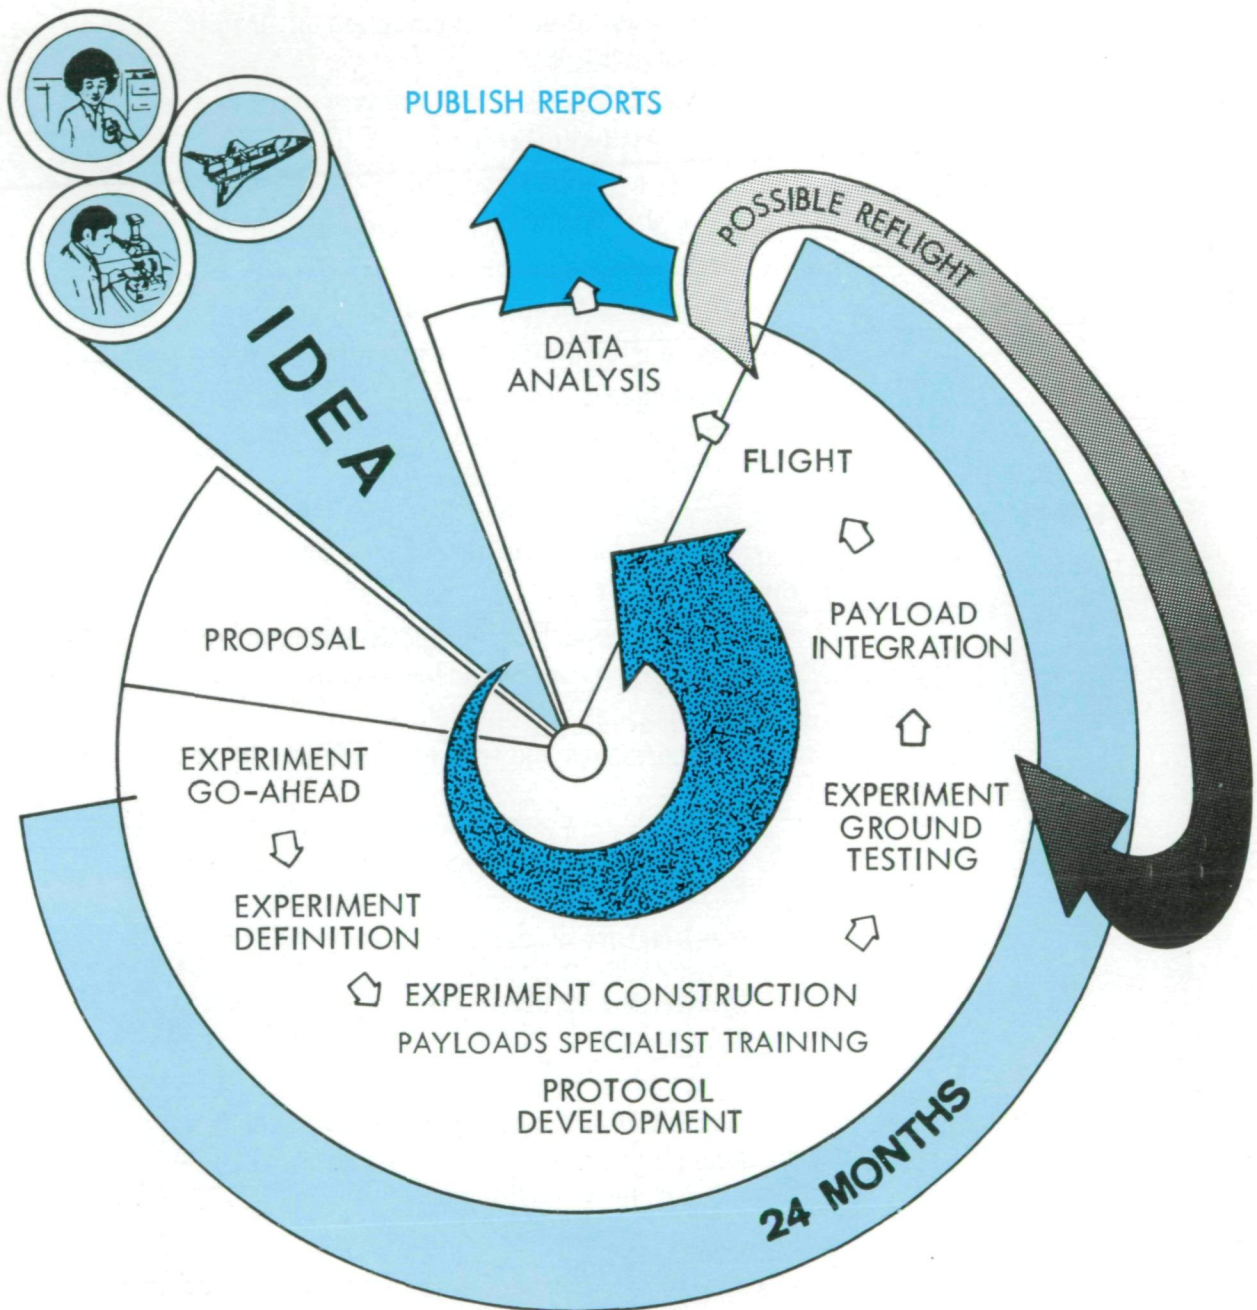 IDEA
PROPOSAL
EXPERIMENT
GO-AHEAD
EXPERIMENT
DEFINITION
EXPERIMENT CONSTRUCTION
PAYLOADS SPECIALIST TRAINING
PROTOCOL
DEVELOPMENT
EXPERIMENT
GROUND
TESTING
PAYLOAD
INTEGRATION
FLIGHT
DATA
ANALYSIS
PUBLISH REPORTS
POSSIBLE REFLIGHT
24 MONTHS